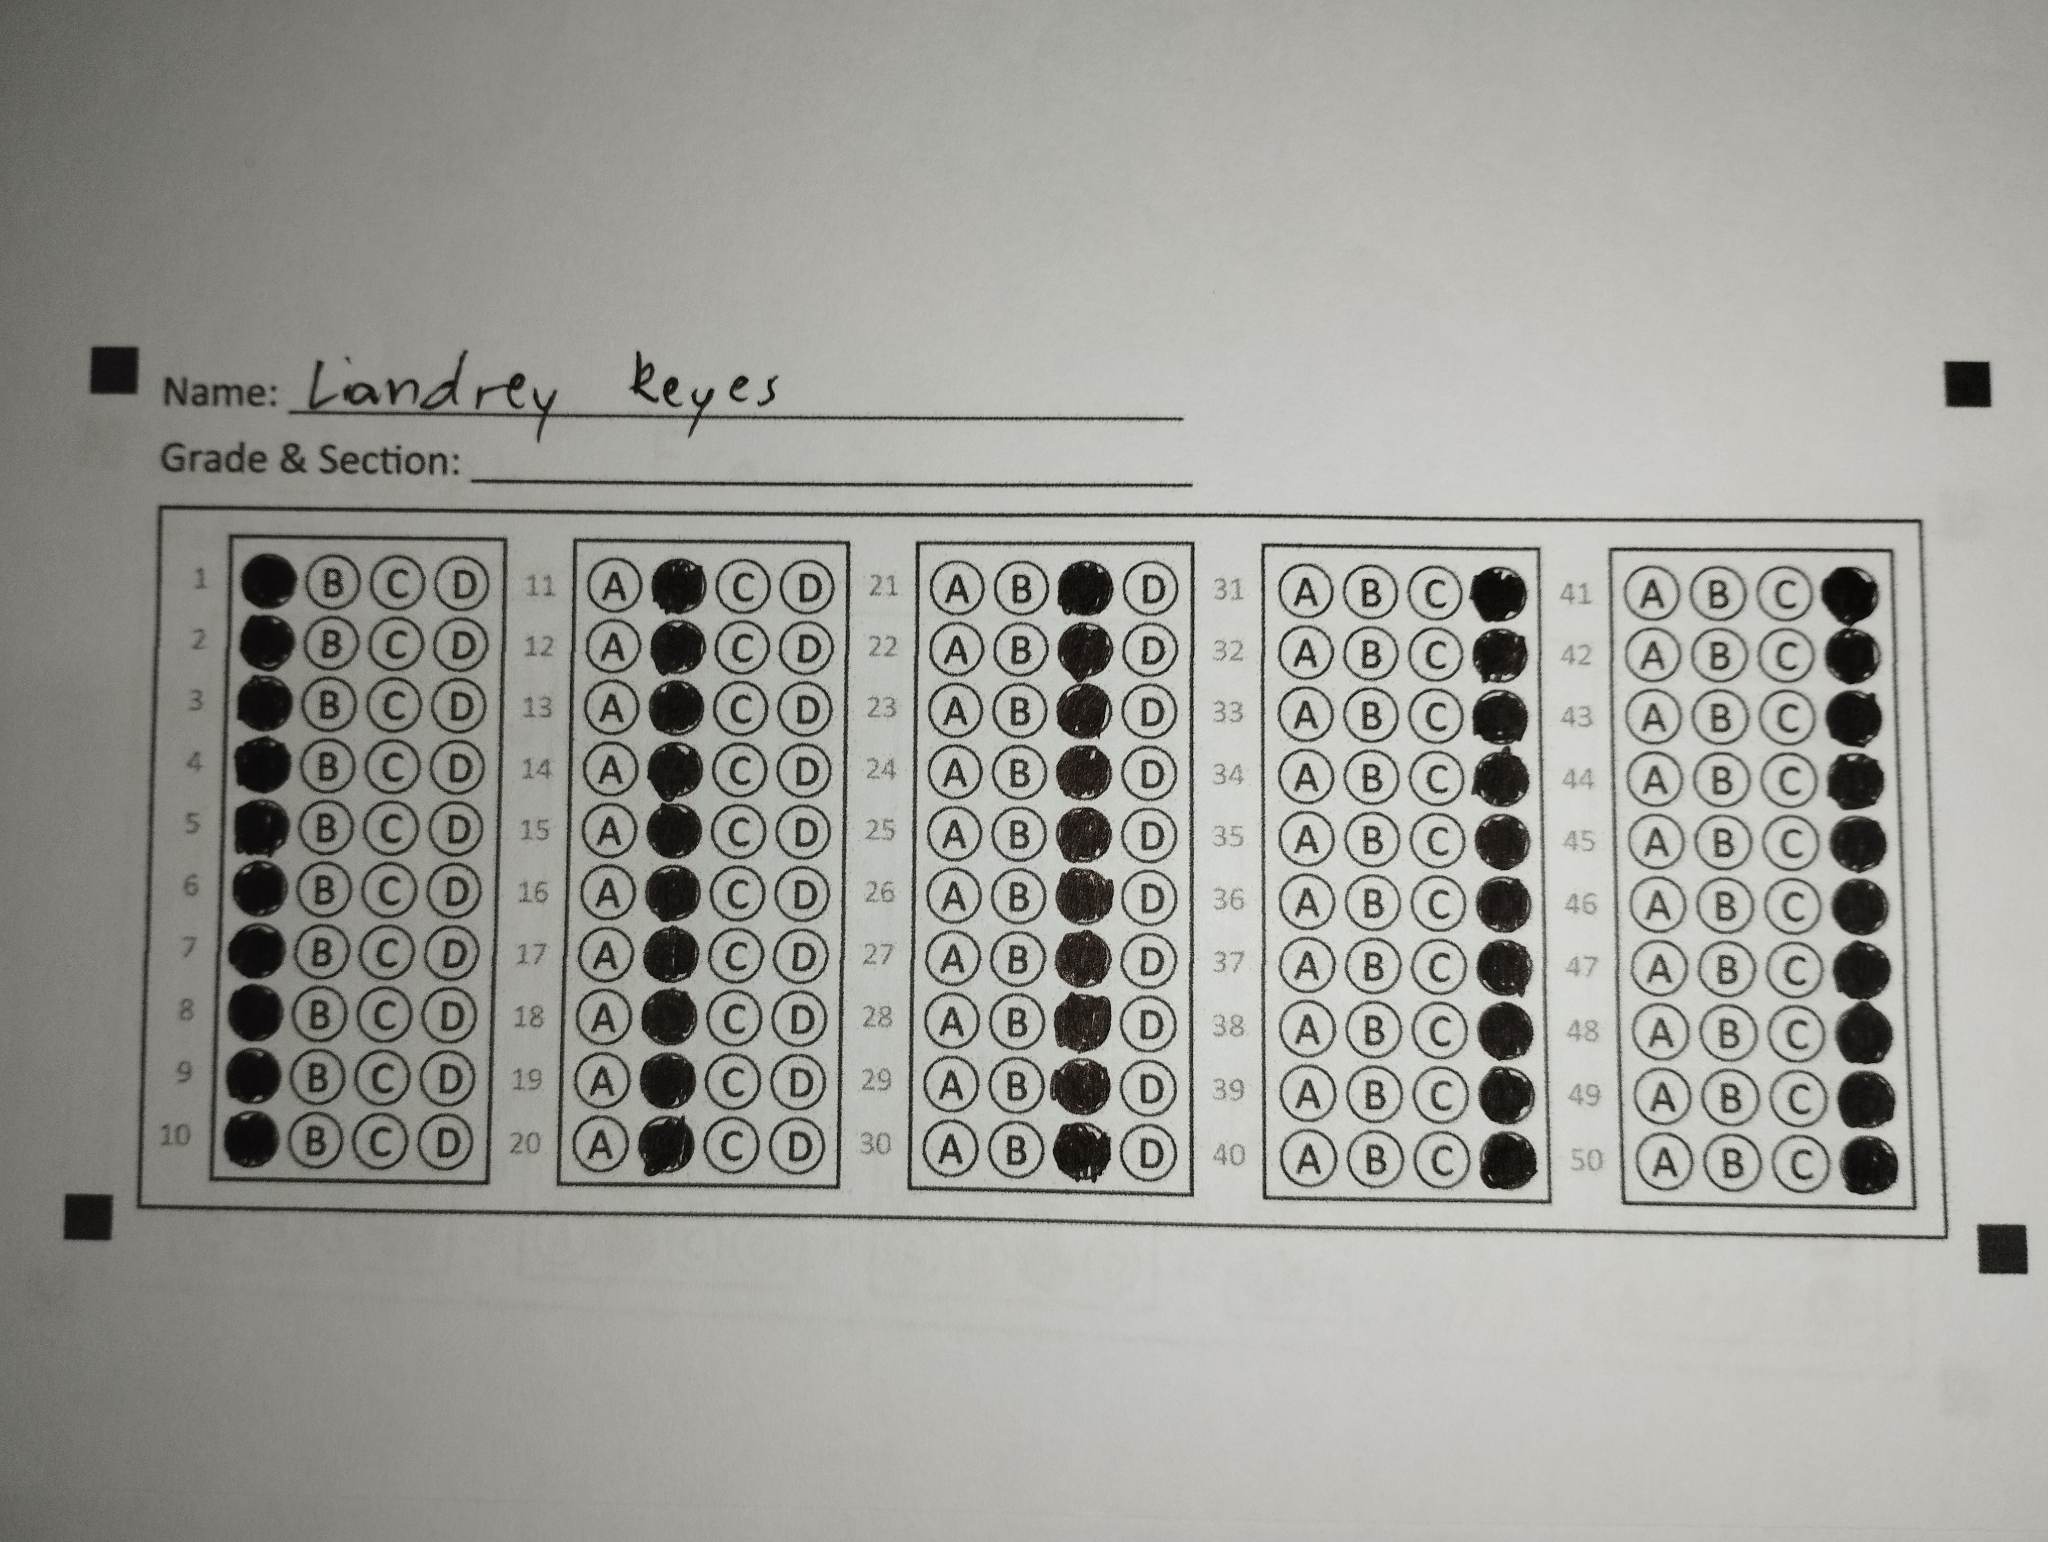 Name: Liandrey Reyes
Grade & Section:
1 B C D 11 A C D 21 A B D 31 A B C 41 A B C
2 B C D 12 A C D 22 A B D 32 A B C 42 A B C
3 B C D 13 A C D 23 A B D 33 A B C 43 A B C
4 B C D 14 A C D 24 A B D 34 A B C 44 A B C
5 B C D 15 A C D 25 A B D 35 A B C 45 A B C
6 B C D 16 A C D 26 A B D 36 A B C 46 A B C
7 B C D 17 A C D 27 A B D 37 A B C 47 A B C
8 B C D 18 A C D 28 A B D 38 A B C 48 A B C
9 B C D 19 A C D 29 A B D 39 A B C 49 A B C
10 B C D 20 A C D 30 A B D 40 A B C 50 A B C